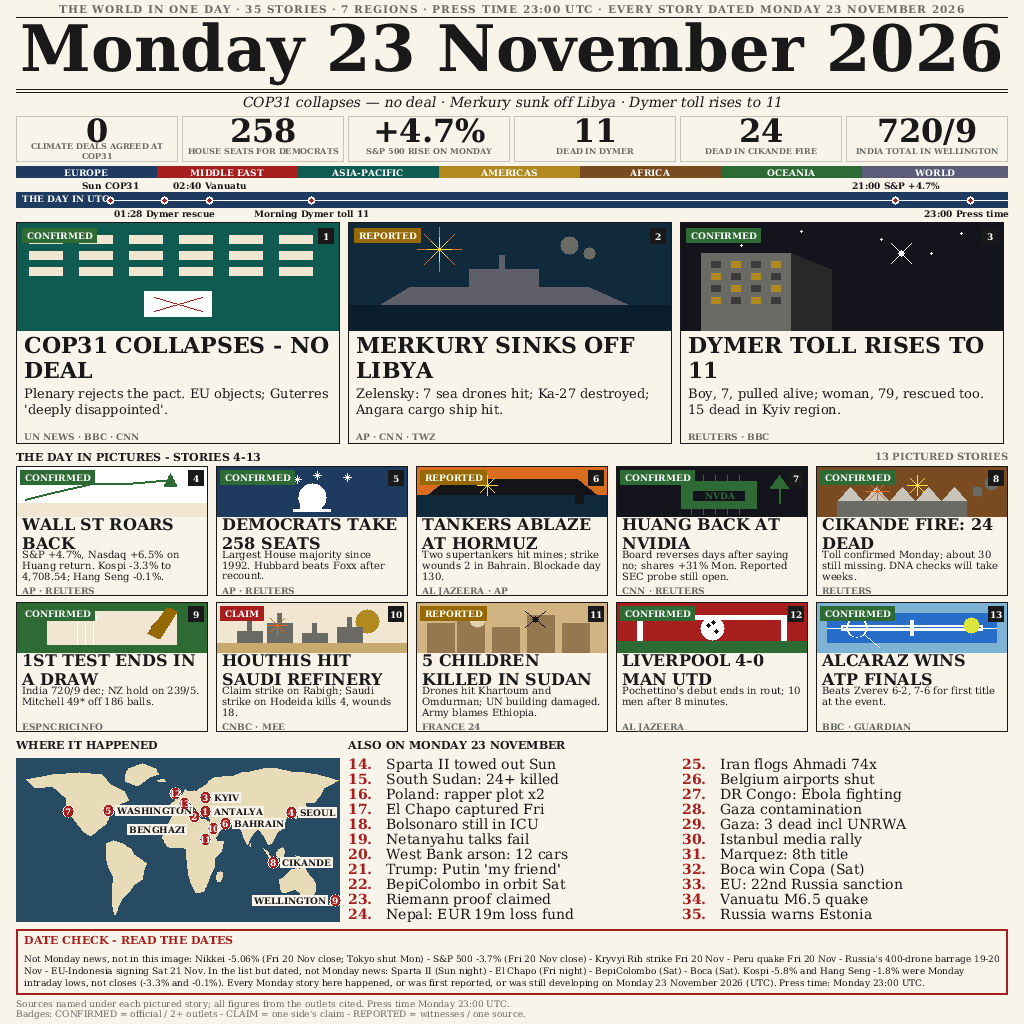 THE WORLD IN ONE DAY · 35 STORIES · 7 REGIONS · PRESS TIME 23:00 UTC · EVERY STORY DATED MONDAY 23 NOVEMBER 2026
Monday 23 November 2026
COP31 collapses — no deal · Merkury sunk off Libya · Dymer toll rises to 11
0
CLIMATE DEALS AGREED AT
COP31
258
HOUSE SEATS FOR DEMOCRATS
+4.7%
S&P 500 RISE ON MONDAY
11
DEAD IN DYMER
24
DEAD IN CIKANDE FIRE
720/9
INDIA TOTAL IN WELLINGTON
EUROPE MIDDLE EAST ASIA-PACIFIC AMERICAS AFRICA OCEANIA WORLD
Sun COP31 02:40 Vanuatu 21:00 S&P +4.7%
THE DAY IN UTC
01:28 Dymer rescue Morning Dymer toll 11 23:00 Press time
CONFIRMED 1
COP31 COLLAPSES - NO
DEAL
Plenary rejects the pact. EU objects; Guterres
'deeply disappointed'.
UN NEWS · BBC · CNN
REPORTED 2
MERKURY SINKS OFF
LIBYA
Zelensky: 7 sea drones hit; Ka-27 destroyed;
Angara cargo ship hit.
AP · CNN · TWZ
CONFIRMED 3
DYMER TOLL RISES TO
11
Boy, 7, pulled alive; woman, 79, rescued too.
15 dead in Kyiv region.
REUTERS · BBC
THE DAY IN PICTURES - STORIES 4-13 13 PICTURED STORIES
CONFIRMED 4
WALL ST ROARS
BACK
S&P +4.7%, Nasdaq +6.5% on
Huang return. Kospi -3.3% to
4,708.54; Hang Seng -0.1%.
AP · REUTERS
CONFIRMED 5
DEMOCRATS TAKE
258 SEATS
Largest House majority since
1992. Hubbard beats Foxx after
recount.
AP · REUTERS
REPORTED 6
TANKERS ABLAZE
AT HORMUZ
Two supertankers hit mines; strike
wounds 2 in Bahrain. Blockade day
130.
AL JAZEERA · AP
CONFIRMED 7
NVDA
HUANG BACK AT
NVIDIA
Board reverses days after saying
no; shares +31% Mon. Reported
SEC probe still open.
CNN · REUTERS
CONFIRMED 8
CIKANDE FIRE: 24
DEAD
Toll confirmed Monday; about 30
still missing. DNA checks will take
weeks.
REUTERS
CONFIRMED 9
1ST TEST ENDS IN
A DRAW
India 720/9 dec; NZ hold on 239/5.
Mitchell 49* off 186 balls.
ESPNCRICINFO
CLAIM 10
HOUTHIS HIT
SAUDI REFINERY
Claim strike on Rabigh; Saudi
strike on Hodeida kills 4, wounds
18.
CNBC · MEE
REPORTED 11
5 CHILDREN
KILLED IN SUDAN
Drones hit Khartoum and
Omdurman; UN building damaged.
Army blames Ethiopia.
FRANCE 24
CONFIRMED 12
LIVERPOOL 4-0
MAN UTD
Pochettino's debut ends in rout; 10
men after 8 minutes.
AL JAZEERA
CONFIRMED 13
ALCARAZ WINS
ATP FINALS
Beats Zverev 6-2, 7-6 for first title
at the event.
BBC · GUARDIAN
WHERE IT HAPPENED
7
5 WASHINGTON
12
13
3 KYIV
1 ANTALYA
2
BENGHAZI
10
6 BAHRAIN
11
4 SEOUL
8 CIKANDE
WELLINGTON 9
ALSO ON MONDAY 23 NOVEMBER
14. Sparta II towed out Sun
15. South Sudan: 24+ killed
16. Poland: rapper plot x2
17. El Chapo captured Fri
18. Bolsonaro still in ICU
19. Netanyahu talks fail
20. West Bank arson: 12 cars
21. Trump: Putin 'my friend'
22. BepiColombo in orbit Sat
23. Riemann proof claimed
24. Nepal: EUR 19m loss fund
25. Iran flogs Ahmadi 74x
26. Belgium airports shut
27. DR Congo: Ebola fighting
28. Gaza contamination
29. Gaza: 3 dead incl UNRWA
30. Istanbul media rally
31. Marquez: 8th title
32. Boca win Copa (Sat)
33. EU: 22nd Russia sanction
34. Vanuatu M6.5 quake
35. Russia warns Estonia
DATE CHECK - READ THE DATES
Not Monday news, not in this image: Nikkei -5.06% (Fri 20 Nov close; Tokyo shut Mon) - S&P 500 -3.7% (Fri 20 Nov close) - Kryvyi Rih strike Fri 20 Nov - Peru quake Fri 20 Nov - Russia's 400-drone barrage 19-20
Nov - EU-Indonesia signing Sat 21 Nov. In the list but dated, not Monday news: Sparta II (Sun night) - El Chapo (Fri night) - BepiColombo (Sat) - Boca (Sat). Kospi -5.8% and Hang Seng -1.8% were Monday
intraday lows, not closes (-3.3% and -0.1%). Every Monday story here happened, or was first reported, or was still developing on Monday 23 November 2026 (UTC). Press time: Monday 23:00 UTC.
Sources named under each pictured story; all figures from the outlets cited. Press time Monday 23:00 UTC.
Badges: CONFIRMED = official / 2+ outlets - CLAIM = one side's claim - REPORTED = witnesses / one source.